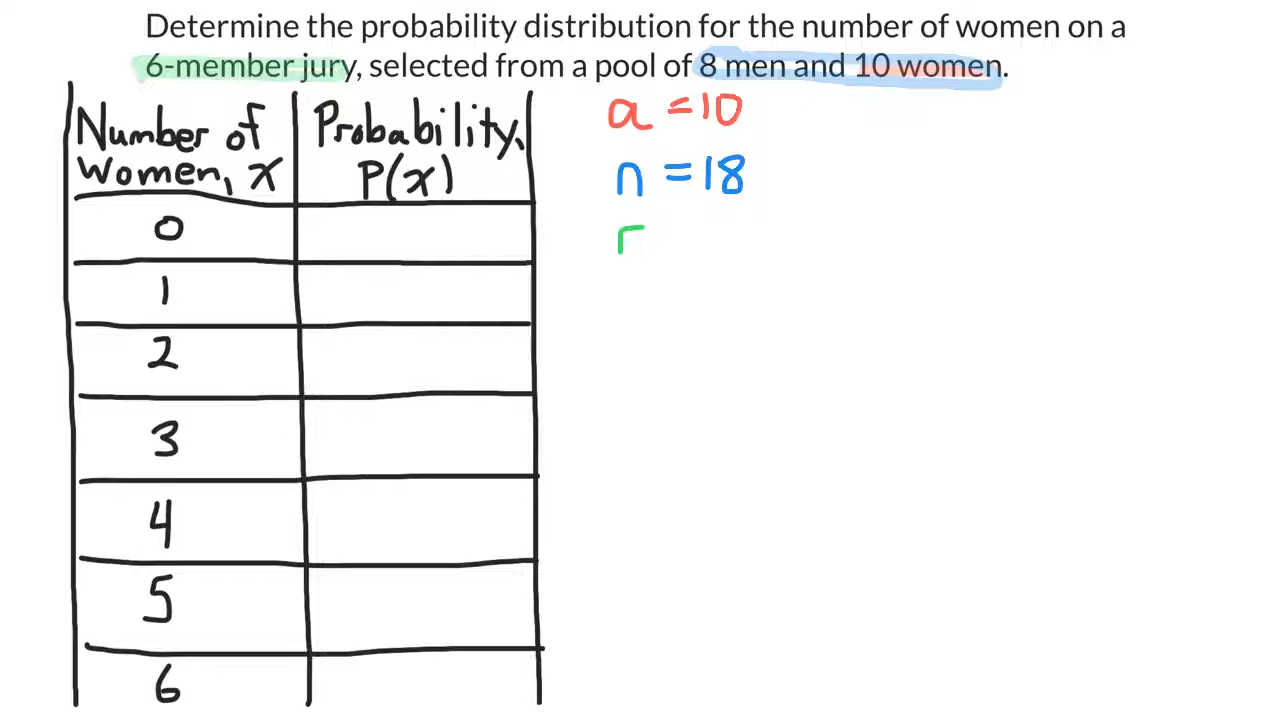 Determine the probability distribution for the number of women on a
6-member jury, selected from a pool of 8 men and 10 women.
Number of Women, x
Probability, P(x)
0
1
2
3
4
5
6
a = 10
n = 18
r